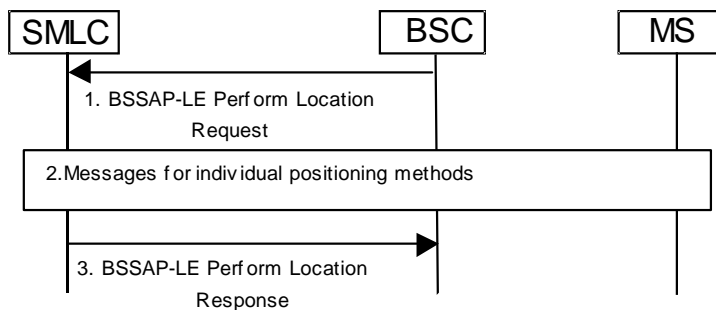 SMLC
BSC
MS
1. BSSAP-LE Perform Location
Request
2.Messages for individual positioning methods
3. BSSAP-LE Perform Location
Response